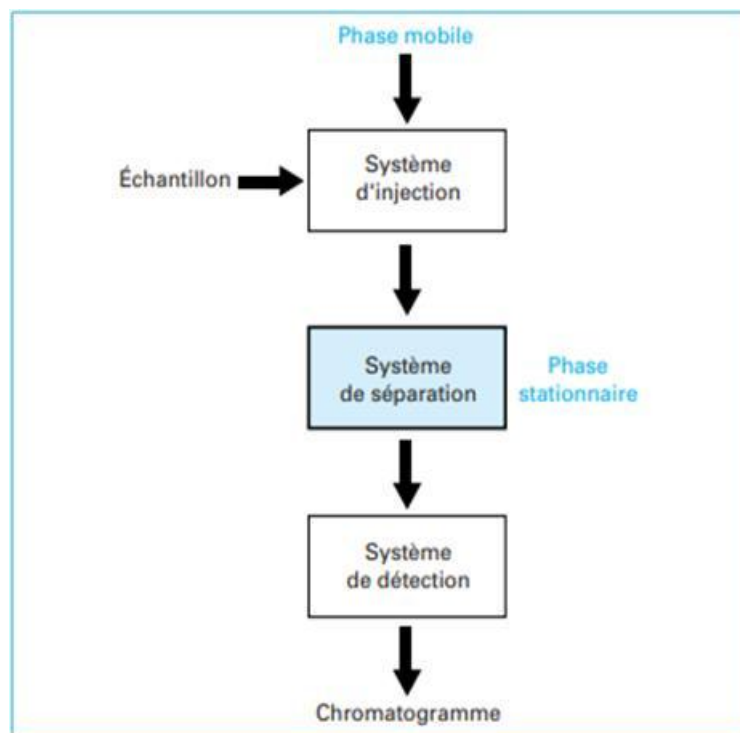 Phase mobile
Échantillon
Système
d'injection
Système
de séparation
Phase
stationnaire
Système
de détection
Chromatogramme